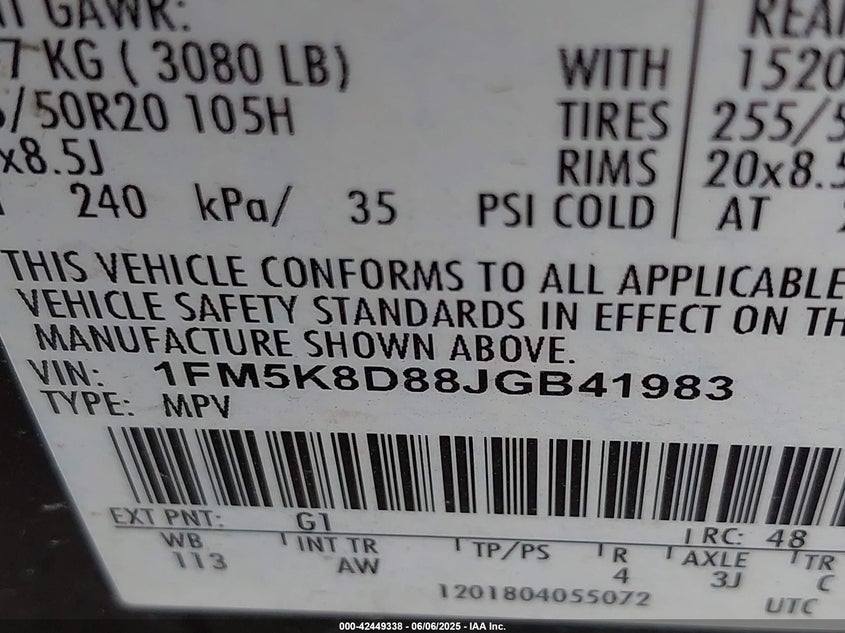 GAWR:
7 KG ( 3080 LB)
/50R20 105H
x8.5J
240 kPa/ 35 PSI COLD
WITH
TIRES
RIMS
REAR
1520
255/5
20x8.5
AT
THIS VEHICLE CONFORMS TO ALL APPLICABLE
VEHICLE SAFETY STANDARDS IN EFFECT ON TH
MANUFACTURE SHOWN ABOVE.
VIN: 1FM5K8D88JGB41983
TYPE: MPV
EXT PNT: G1 RC: 48
WB INT TR TP/PS R AXLE TR
113 AW 4 3J C
1201804055072 UTC
000-42449338 - 06/06/2025 - IAA Inc.